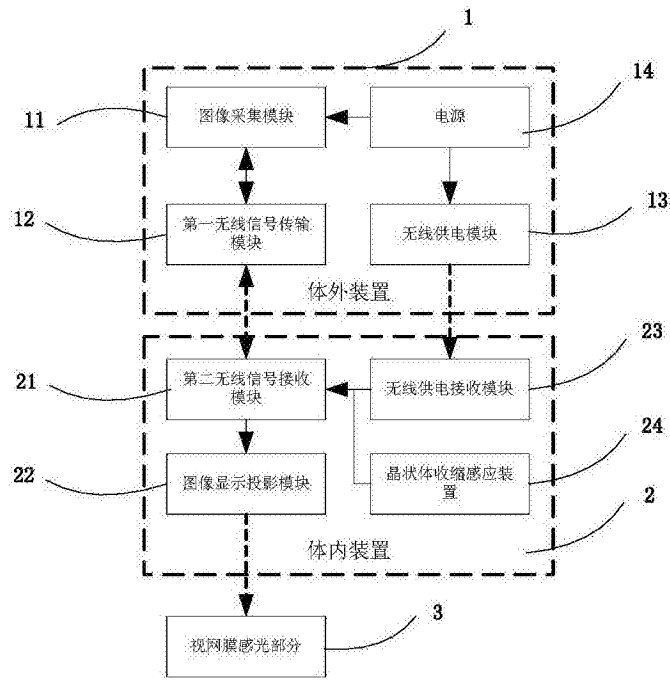 1
14
11
图像采集模块
电源
12
第一无线信号传输
模块
13
无线供电模块
体外装置
23
21
第二无线信号接收
模块
无线供电接收模块
24
22
图像显示投影模块
晶状体收缩感应装
置
2
体内装置
3
视网膜感光部分